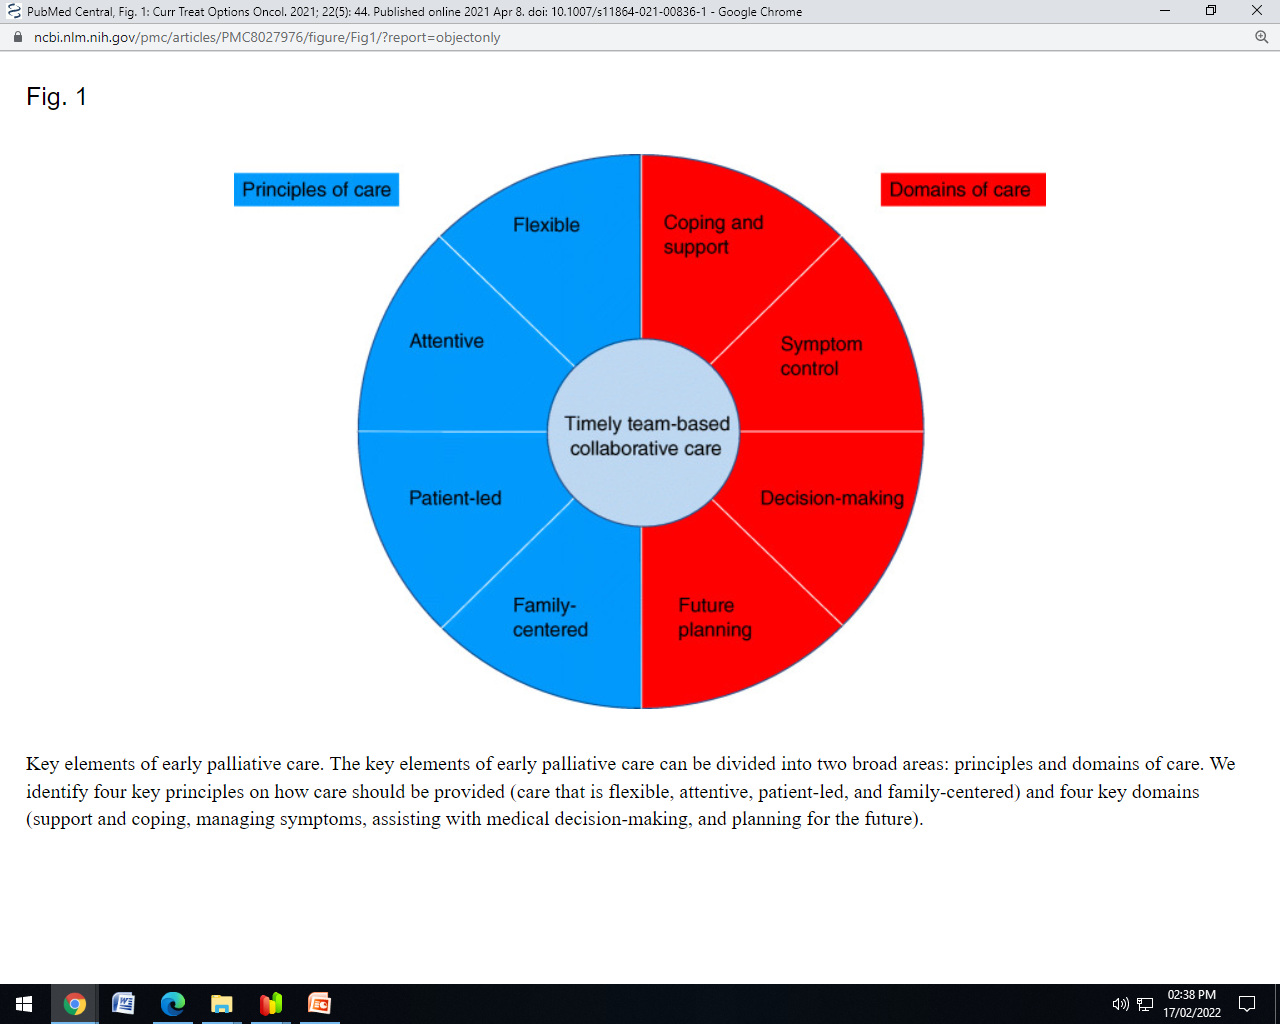 PubMed Central, Fig. 1: Curr Treat Options Oncol. 2021; 22(5): 44. Published online 2021 Apr 8. doi: 10.1007/s11864-021-00836-1 - Google Chrome
ncbi.nlm.nih.gov/pmc/articles/PMC8027976/figure/Fig1/?report=objectonly
Fig. 1
Principles of care
Domains of care
Flexible
Coping and
support
Attentive
Symptom
control
Timely team-based
collaborative care
Patient-led
Decision-making
Family-
centered
Future
planning
Key elements of early palliative care. The key elements of early palliative care can be divided into two broad areas: principles and domains of care. We
identify four key principles on how care should be provided (care that is flexible, attentive, patient-led, and family-centered) and four key domains
(support and coping, managing symptoms, assisting with medical decision-making, and planning for the future).
02:38 PM
17/02/2022